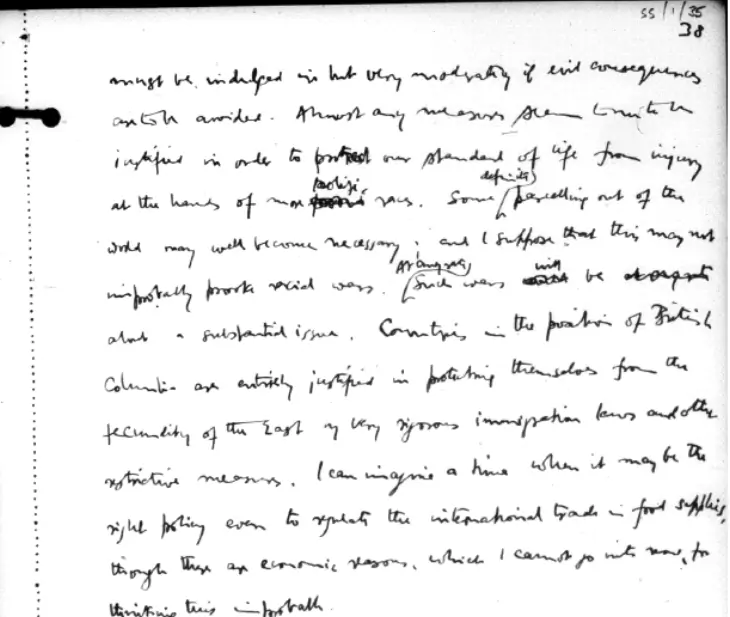 SS/1/35
38
must be indulged in but very moderately if evil consequences
are to be avoided. Almost any measures seem to me to be
justified in order to protect our standard of life from injury
at the hands of more prolific races. Some definite parcelling out of the
world may well become necessary; and I suppose that this may not
improbably provoke racial wars. At any rate such wars will be
about a substantial issue. Countries in the position of British
Columbia are entirely justified in protecting themselves from the
fecundity of the East by very rigorous immigration laws and other
restrictive measures. I can imagine a time when it may be the
right policy even to regulate the international trade in food supplies,
though there are economic reasons, which I cannot go into now, for
thinking this improbable.